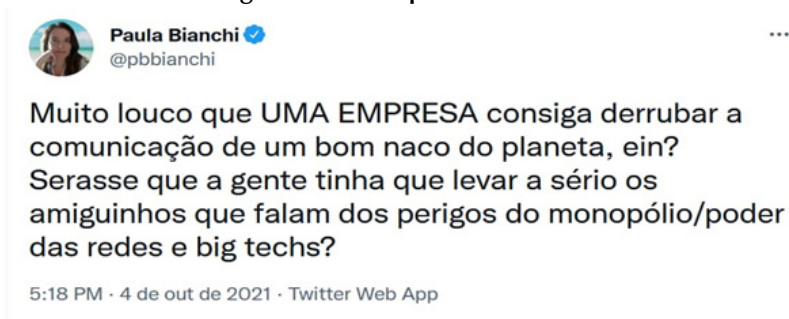 Paula Bianchi
@pbbianchi
Muito louco que UMA EMPRESA consiga derrubar a
comunicação de um bom naco do planeta, ein?
Serasse que a gente tinha que levar a sério os
amiguinhos que falam dos perigos do monopólio/poder
das redes e big techs?
5:18 PM · 4 de out de 2021 · Twitter Web App